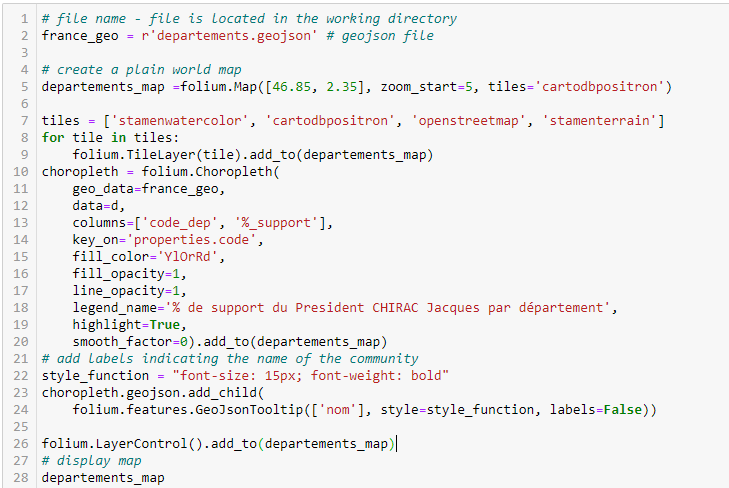 1 # file name - file is located in the working directory
2 france_geo = r'departements.geojson' # geojson file
3
4 # create a plain world map
5 departements_map =folium.Map([46.85, 2.35], zoom_start=5, tiles='cartodbpositron')
6
7 tiles = ['stamenwatercolor', 'cartodbpositron', 'openstreetmap', 'stamenterrain']
8 for tile in tiles:
9     folium.TileLayer(tile).add_to(departements_map)
10 choropleth = folium.Choropleth(
11     geo_data=france_geo,
12     data=d,
13     columns=['code_dep', '%_support'],
14     key_on='properties.code',
15     fill_color='YlOrRd',
16     fill_opacity=1,
17     line_opacity=1,
18     legend_name='% de support du President CHIRAC Jacques par département',
19     highlight=True,
20     smooth_factor=0).add_to(departements_map)
21 # add labels indicating the name of the community
22 style_function = "font-size: 15px; font-weight: bold"
23 choropleth.geojson.add_child(
24     folium.features.GeoJsonTooltip(['nom'], style=style_function, labels=False))
25
26 folium.LayerControl().add_to(departements_map)
27 # display map
28 departements_map